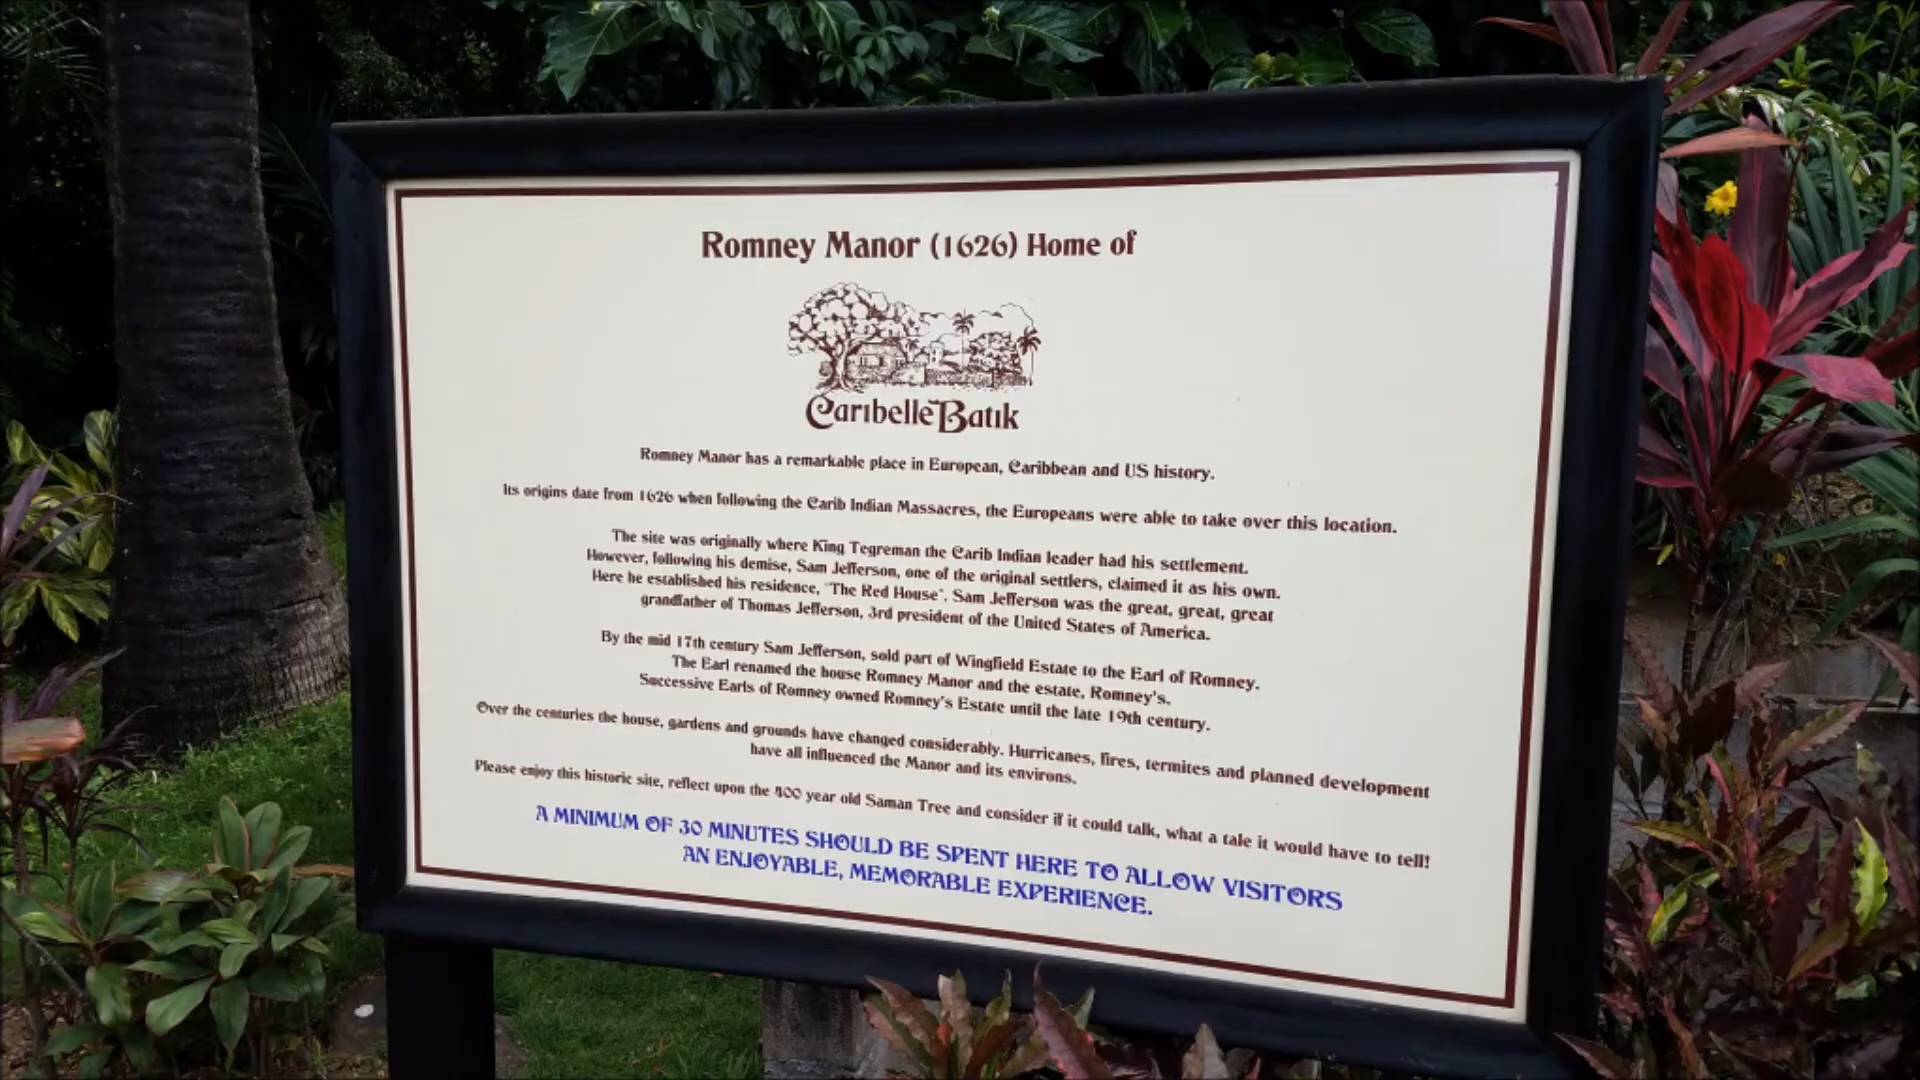 Romney Manor (1626) Home of
Caribelle Batik
Romney Manor has a remarkable place in European, Caribbean and US history.
Its origins date from 1626 when following the Carib Indian Massacres, the Europeans were able to take over this location.
The site was originally where King Tegreman the Carib Indian leader had his settlement.
However, following his demise, Sam Jefferson, one of the original settlers, claimed it as his own.
Here he established his residence, "The Red House". Sam Jefferson was the great, great, great
grandfather of Thomas Jefferson, 3rd president of the United States of America.
By the mid 17th century Sam Jefferson, sold part of Wingfield Estate to the Earl of Romney.
The Earl renamed the house Romney Manor and the estate, Romney's.
Successive Earls of Romney owned Romney's Estate until the late 19th century.
Over the centuries the house, gardens and grounds have changed considerably. Hurricanes, fires, termites and planned development
have all influenced the Manor and its environs.
Please enjoy this historic site, reflect upon the 400 year old Saman Tree and consider if it could talk, what a tale it would have to tell!
A MINIMUM OF 30 MINUTES SHOULD BE SPENT HERE TO ALLOW VISITORS
AN ENJOYABLE, MEMORABLE EXPERIENCE.